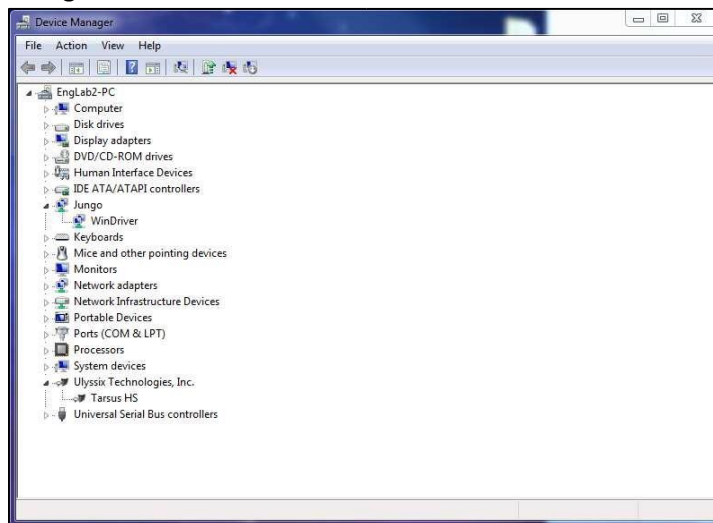 Device Manager
File Action View Help
EngLab2-PC
Computer
Disk drives
Display adapters
DVD/CD-ROM drives
Human Interface Devices
IDE ATA/ATAPI controllers
Jungo
WinDriver
Keyboards
Mice and other pointing devices
Monitors
Network adapters
Network Infrastructure Devices
Portable Devices
Ports (COM & LPT)
Processors
System devices
Ulyssix Technologies, Inc.
Tarsus HS
Universal Serial Bus controllers